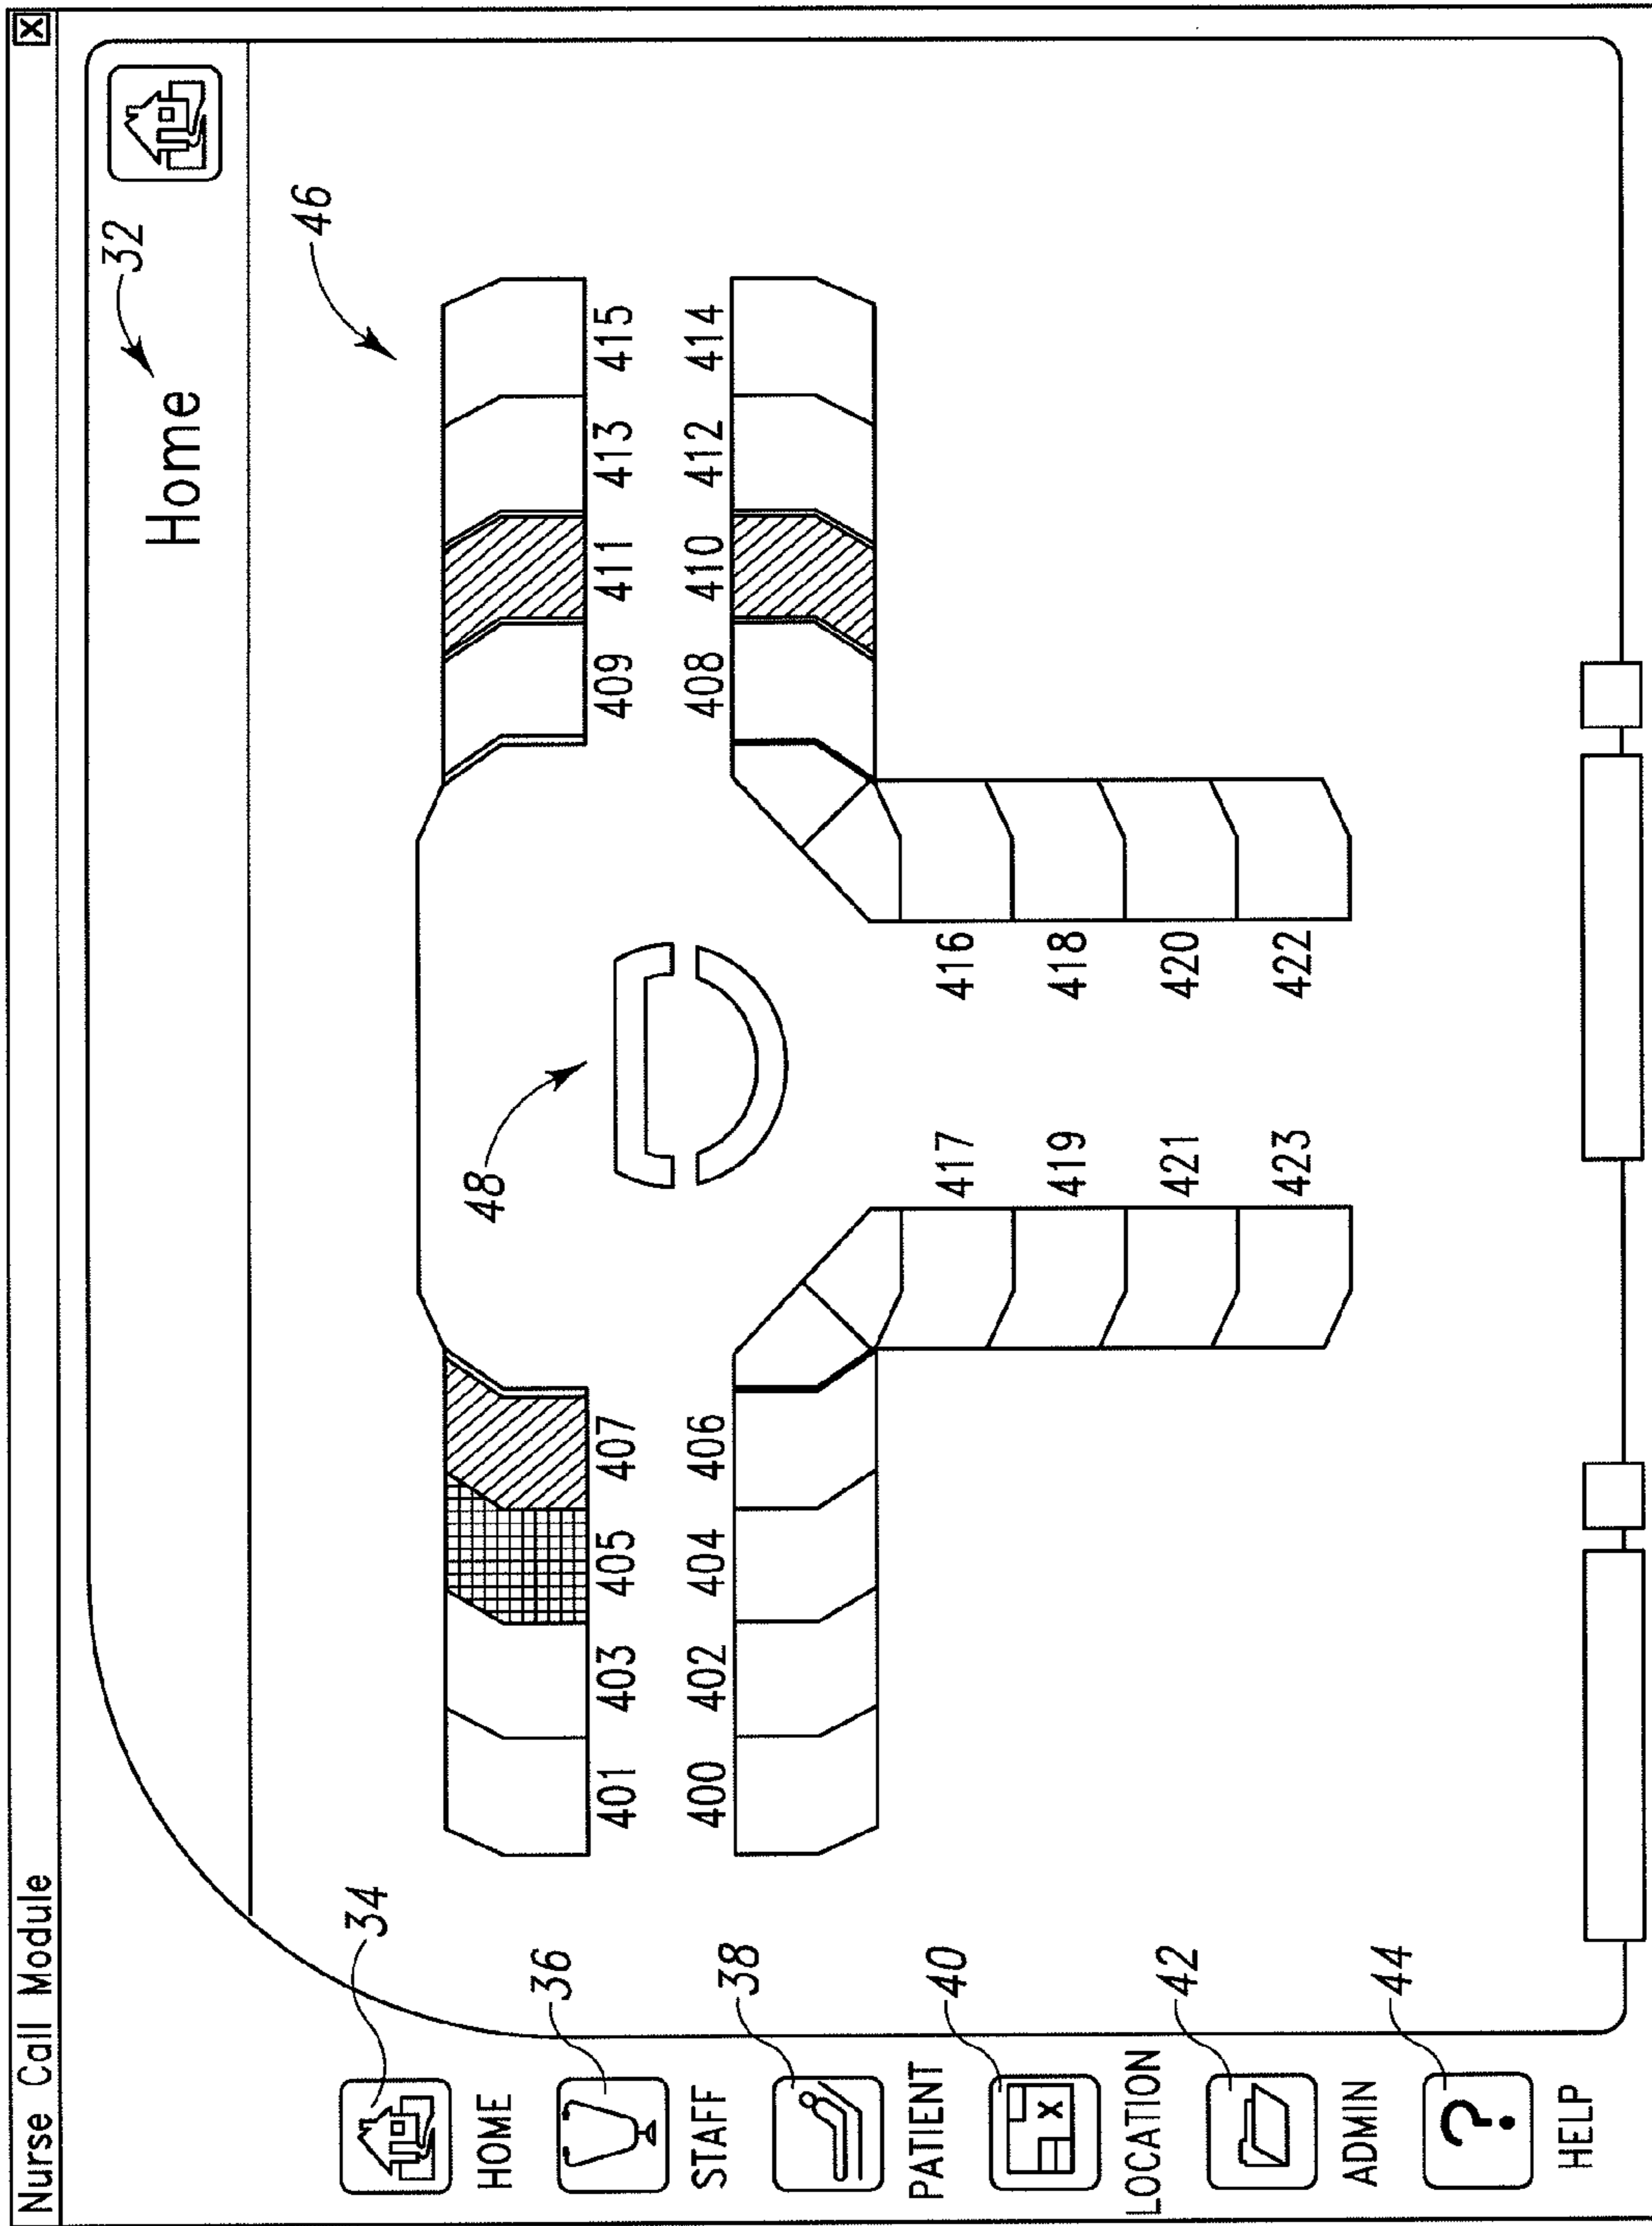 Nurse Call Module
X
Home
32
46
34
HOME
36
STAFF
38
PATIENT
40
X
LOCATION
42
ADMIN
44
?
HELP
48
401 403 405 407 409 411 413 415
400 402 404 406 408 410 412 414
417 416
419 418
421 420
423 422